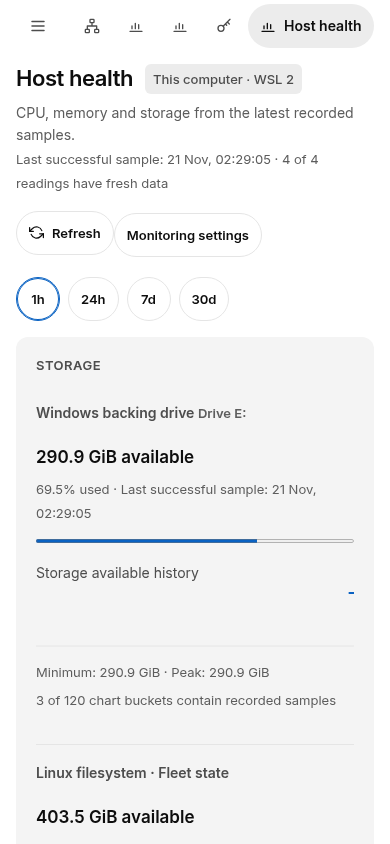 Host health
Host health This computer · WSL 2
CPU, memory and storage from the latest recorded
samples.
Last successful sample: 21 Nov, 02:29:05 · 4 of 4
readings have fresh data
Refresh Monitoring settings
1h 24h 7d 30d
STORAGE
Windows backing drive Drive E:
290.9 GiB available
69.5% used · Last successful sample: 21 Nov,
02:29:05
Storage available history
Minimum: 290.9 GiB · Peak: 290.9 GiB
3 of 120 chart buckets contain recorded samples
Linux filesystem · Fleet state
403.5 GiB available